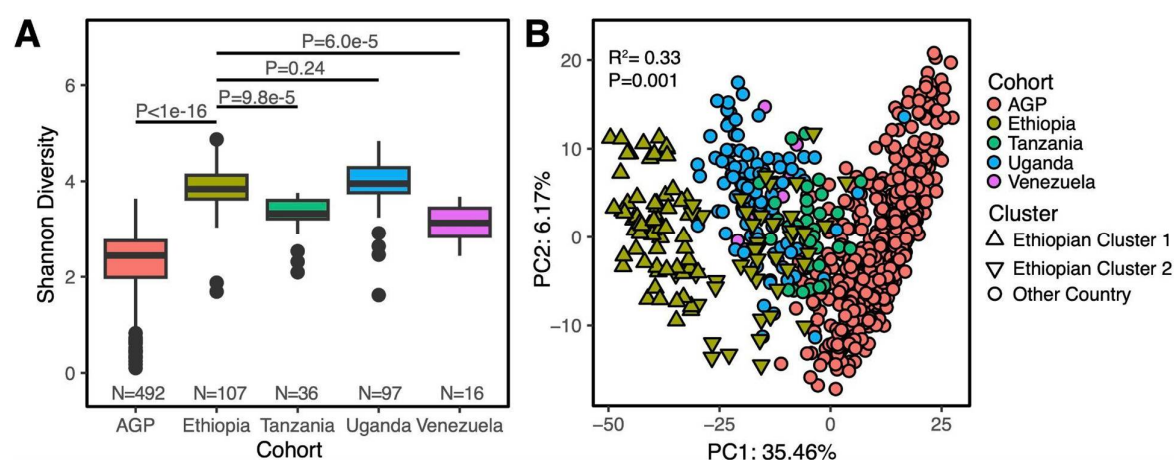 A
P=6.0e-5
P=0.24
P=9.8e-5
P<1e-16
6
4
2
0
Shannon Diversity
N=492 N=107 N=36 N=97 N=16
AGP Ethiopia Tanzania Uganda Venezuela
Cohort
B
R²= 0.33
P=0.001
20
10
0
−10
PC2: 6.17%
−50 −25 0 25
PC1: 35.46%
Cohort
AGP
Ethiopia
Tanzania
Uganda
Venezuela
Cluster
Ethiopian Cluster 1
Ethiopian Cluster 2
Other Country